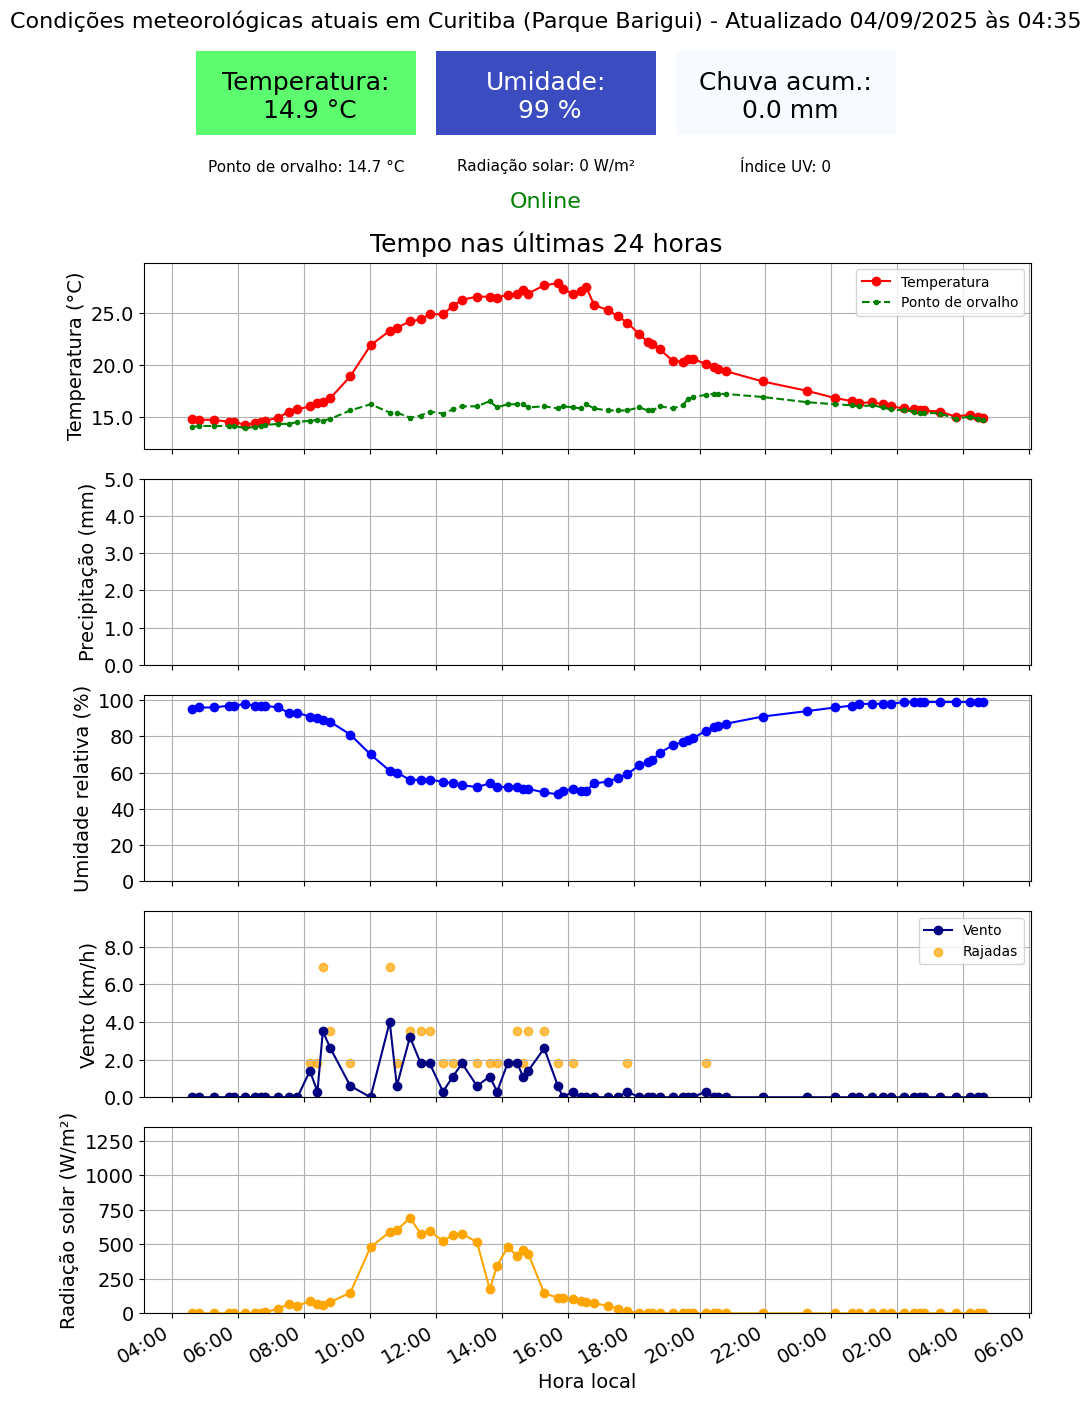 Condições meteorológicas atuais em Curitiba (Parque Barigui) - Atualizado 04/09/2025 às 04:35
Temperatura:
14.9 °C
Umidade:
99 %
Chuva acum.:
0.0 mm
Ponto de orvalho: 14.7 °C
Radiação solar: 0 W/m²
Índice UV: 0
Online
Tempo nas últimas 24 horas
Temperatura (°C)
25.0
20.0
15.0
Temperatura
Ponto de orvalho
Precipitação (mm)
5.0
4.0
3.0
2.0
1.0
0.0
Umidade relativa (%)
100
80
60
40
20
0
Vento (km/h)
8.0
6.0
4.0
2.0
0.0
Vento
Rajadas
Radiação solar (W/m²)
1250
1000
750
500
250
0
04:00
06:00
08:00
10:00
12:00
14:00
16:00
18:00
20:00
22:00
00:00
02:00
04:00
06:00
Hora local